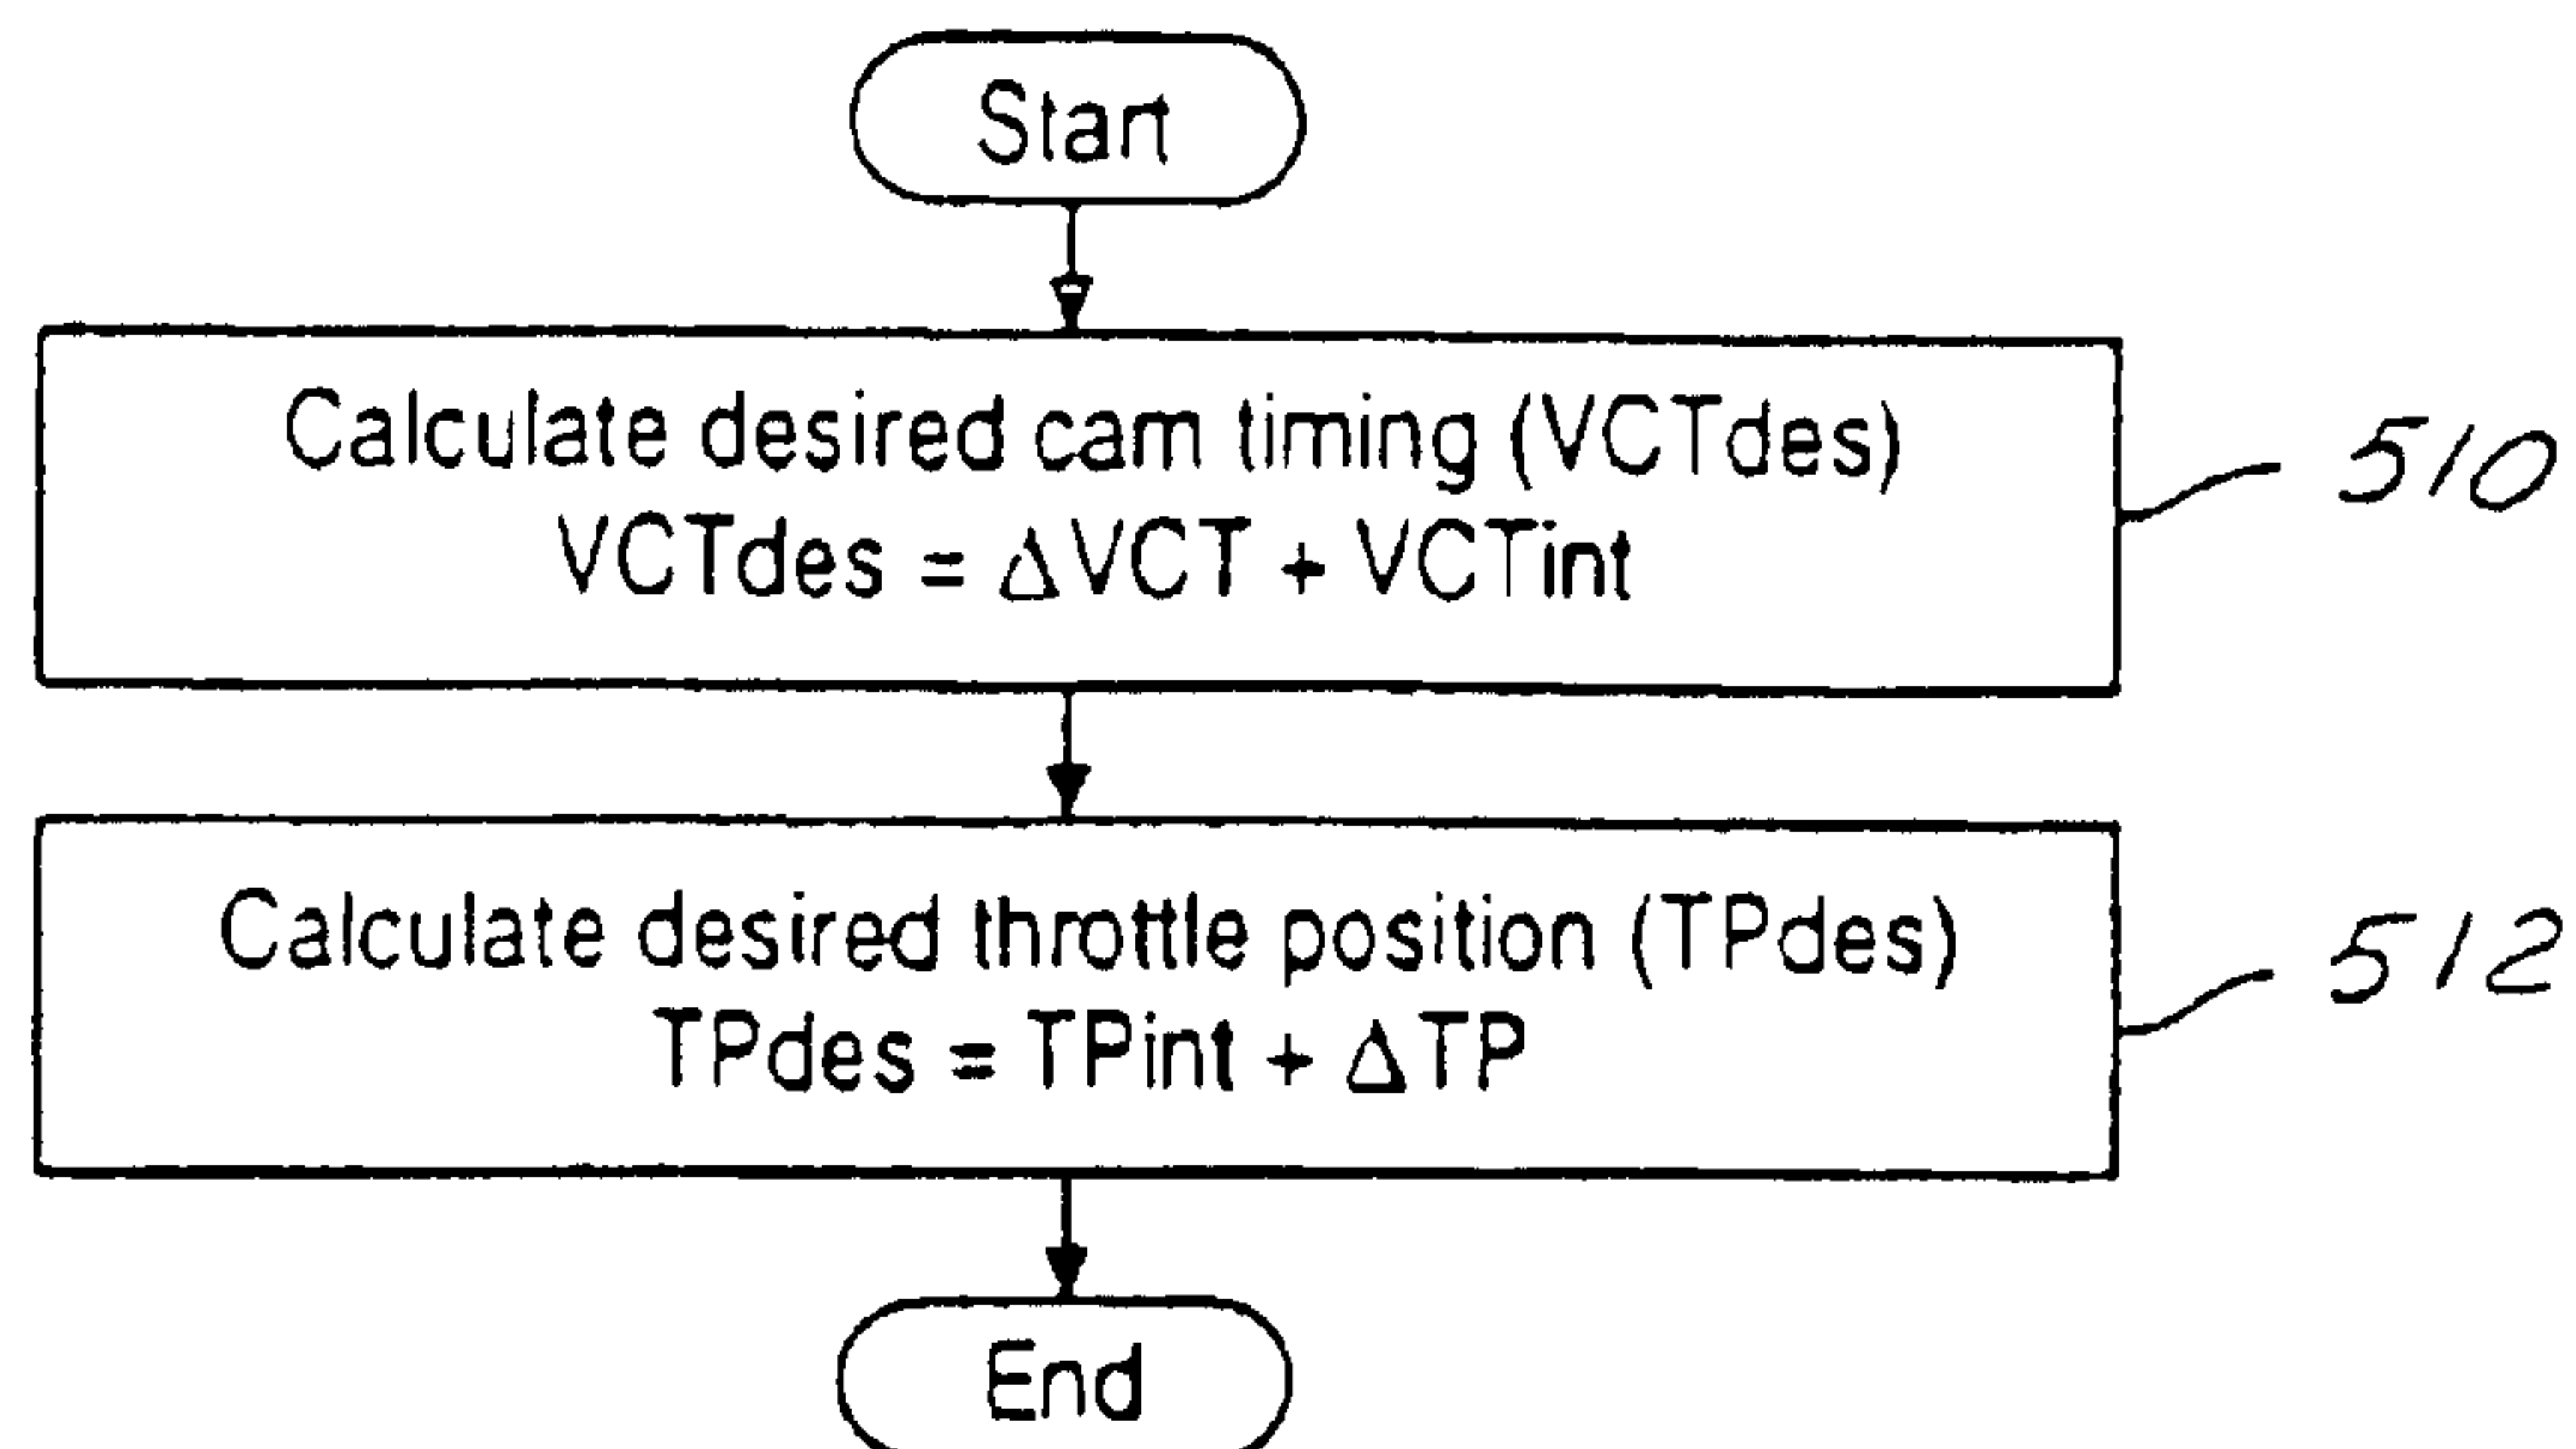 Start
Calculate desired cam timing (VCTdes)
VCTdes = ΔVCT + VCTint
510
Calculate desired throttle position (TPdes)
TPdes = TPint + ΔTP
512
End